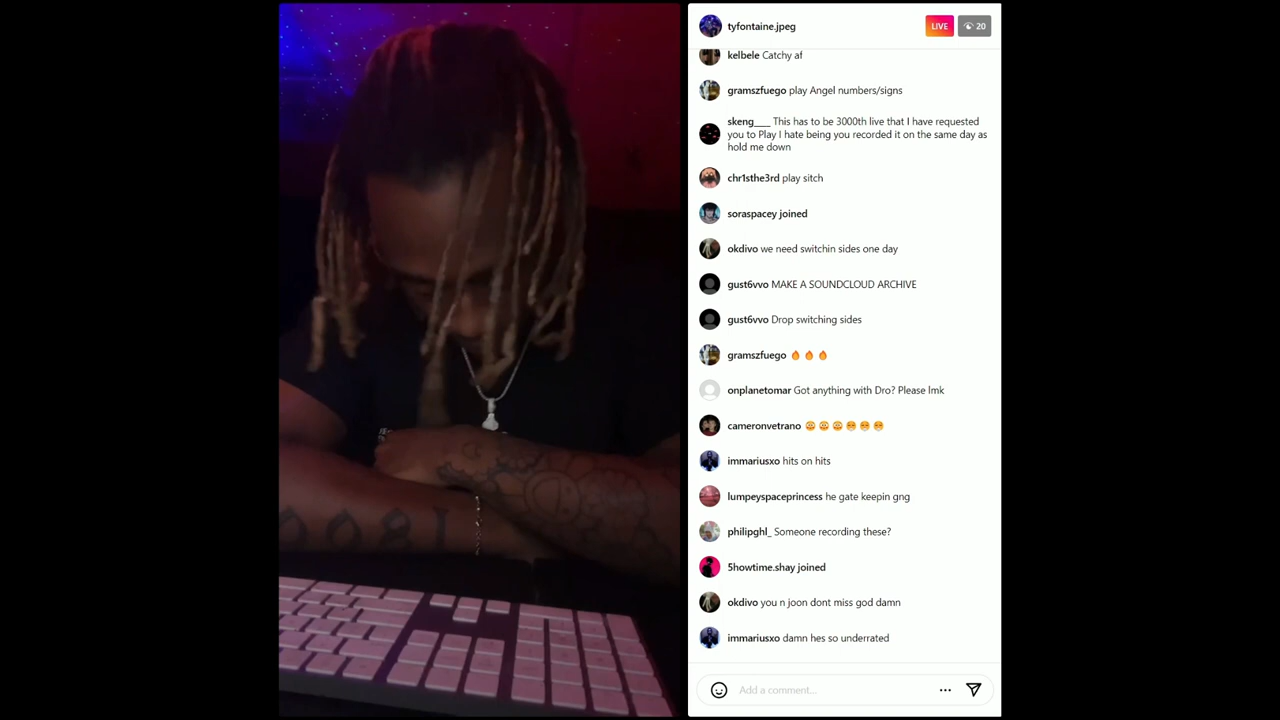 tyfontaine.jpeg
LIVE
20
kelbele Catchy af
gramszfuego play Angel numbers/signs
skeng____ This has to be 3000th live that I have requested
you to Play I hate being you recorded it on the same day as
hold me down
chr1sthe3rd play sitch
soraspacey joined
okdivo we need switchin sides one day
gust6vvo MAKE A SOUNDCLOUD ARCHIVE
gust6vvo Drop switching sides
gramszfuego 🔥 🔥 🔥
onplanetomar Got anything with Dro? Please lmk
cameronvetrano
immariusxo hits on hits
lumpeyspaceprincess he gate keepin gng
philipghl_ Someone recording these?
5howtime.shay joined
okdivo you n joon dont miss god damn
immariusxo damn hes so underrated
Add a comment...